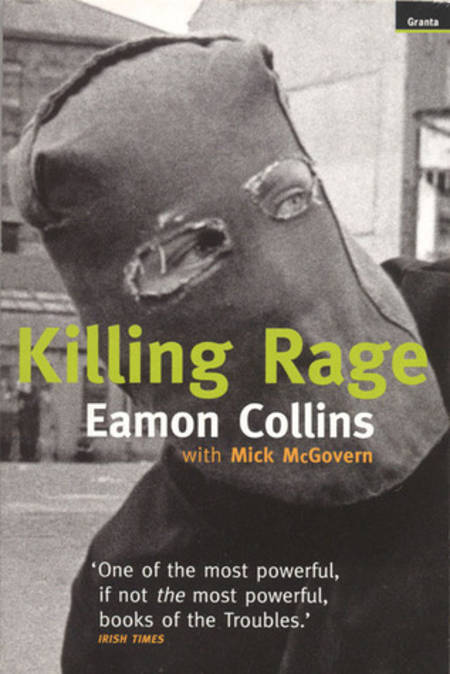 Granta
Killing Rage
Eamon Collins
with Mick McGovern
‘One of the most powerful,
if not the most powerful,
books of the Troubles.’
IRISH TIMES